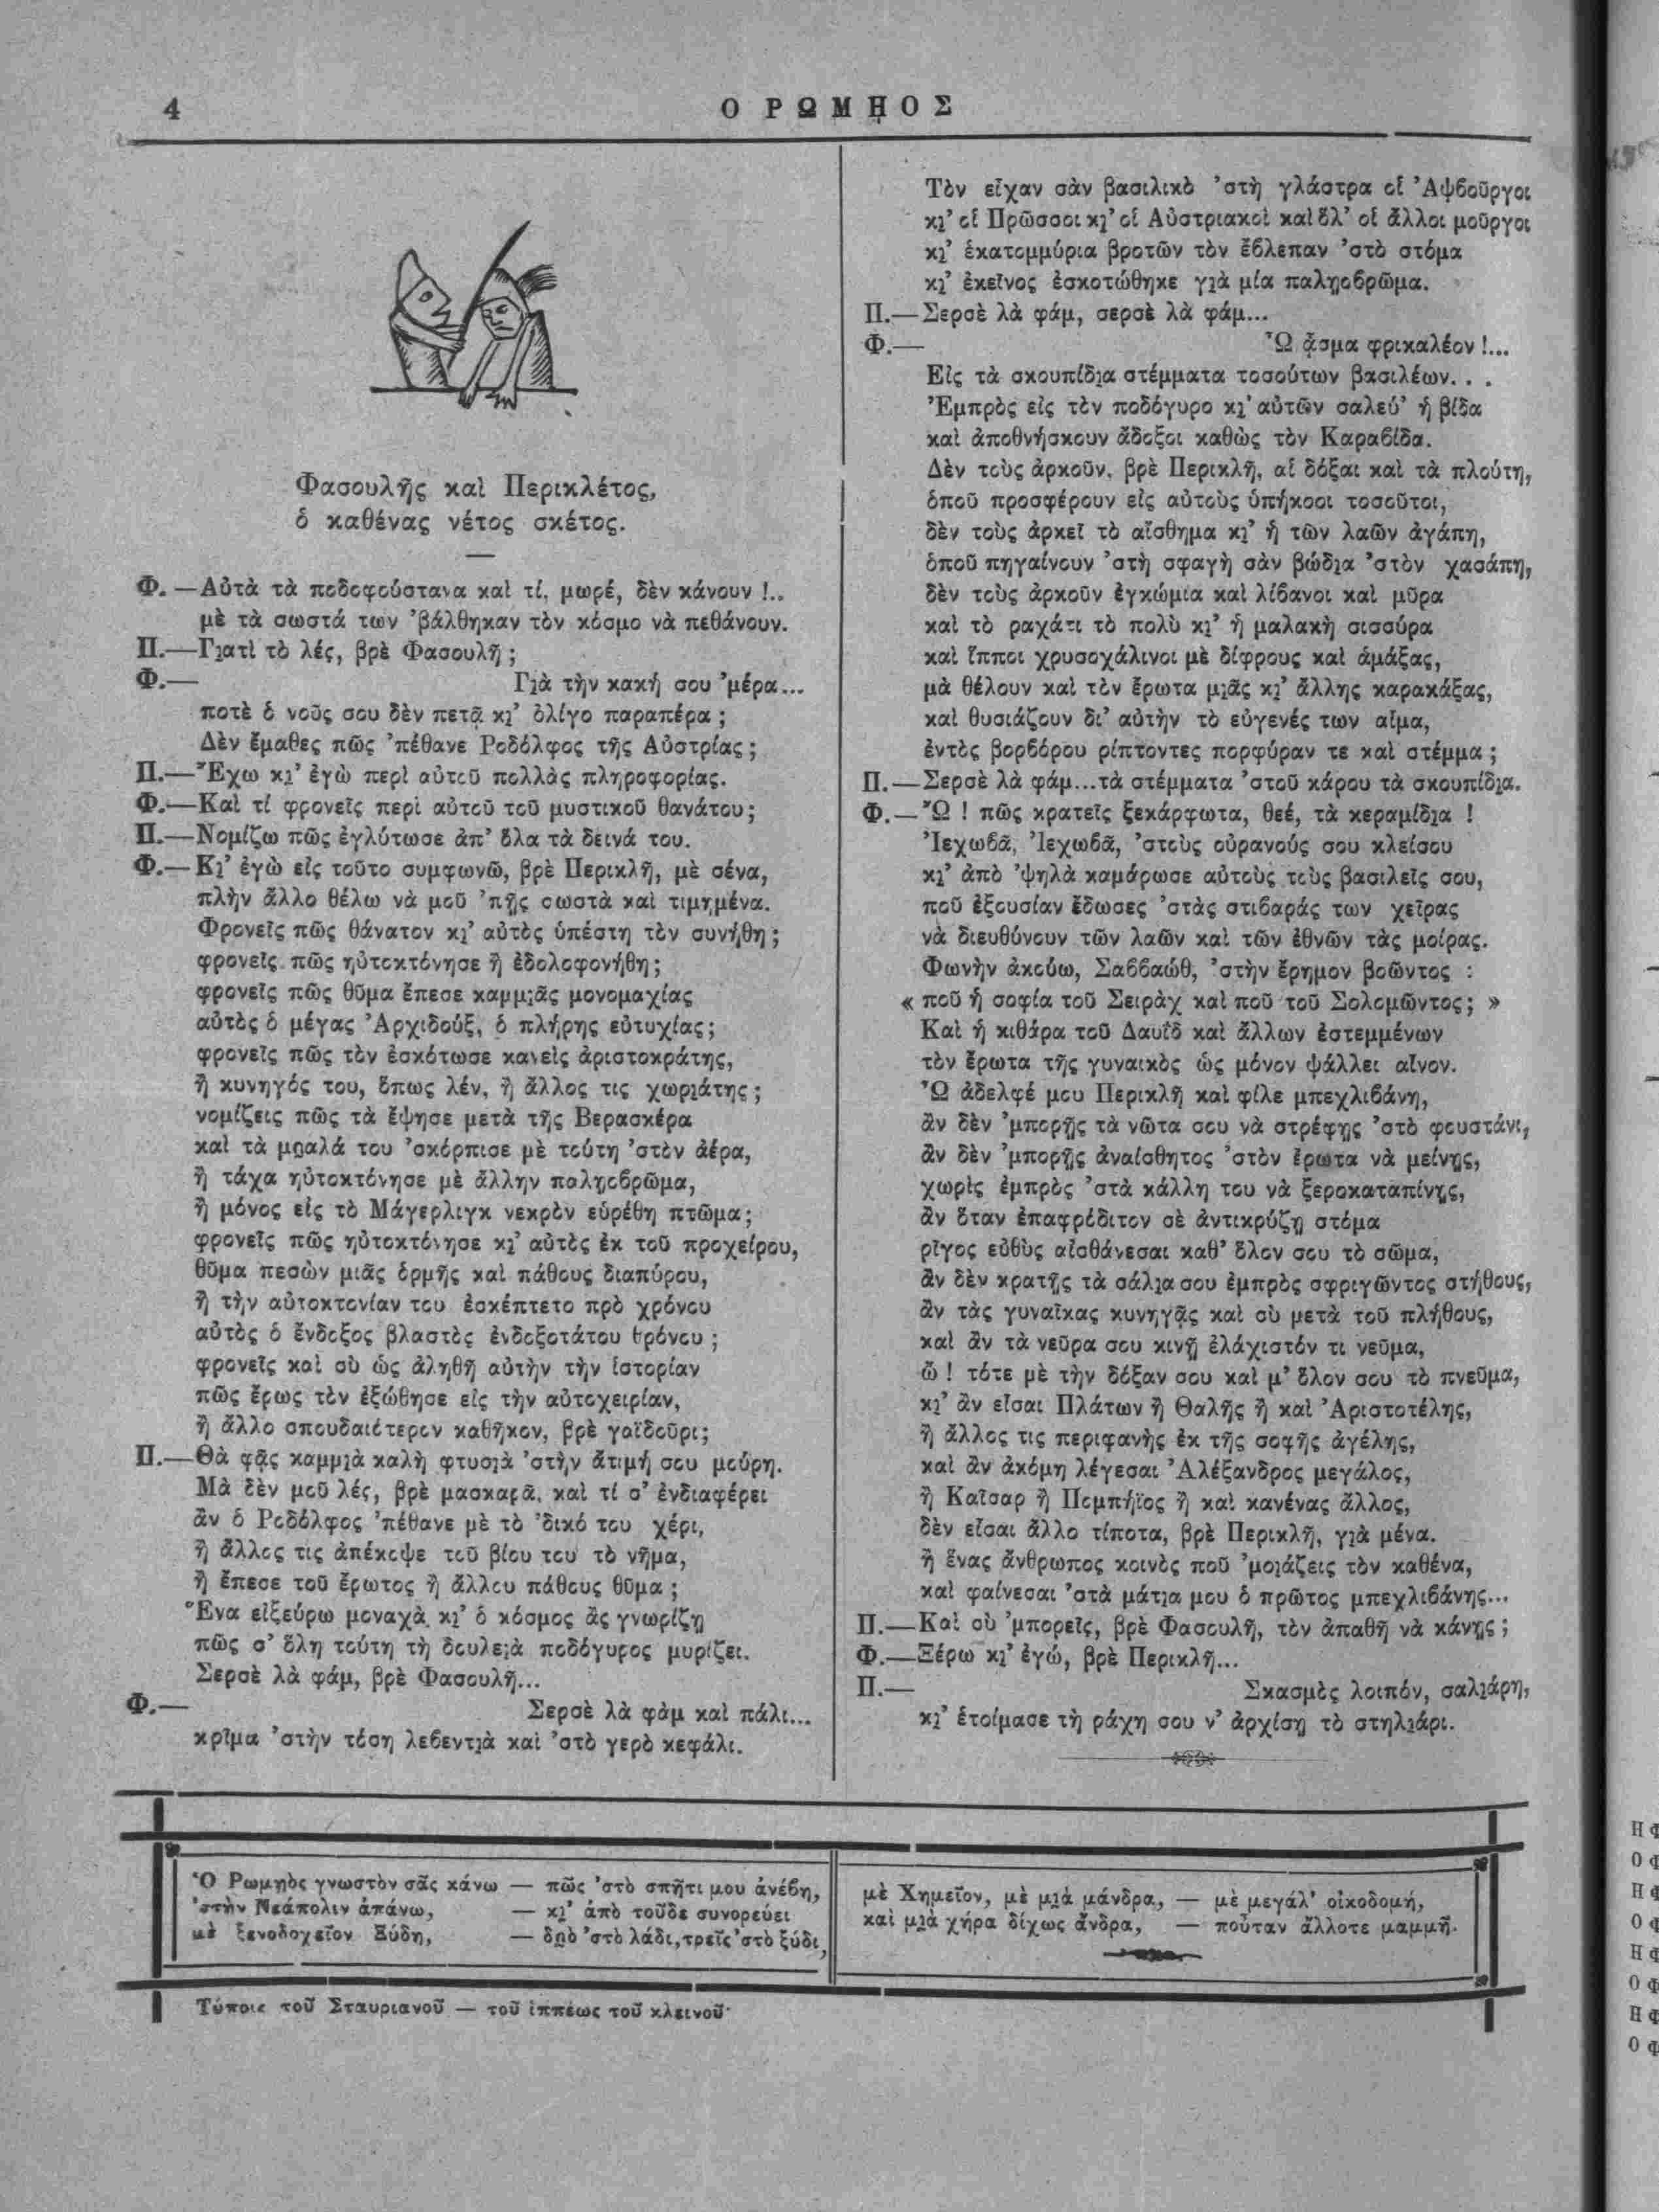 4
Ο ΡΩΜΗΟΣ
Φασουλῆς καὶ Περικλέτος,
ὁ καθένας νέτος σκέτος.
Φ.—Αὐτὰ τὰ ποδοφούστανα καὶ τί, μωρέ, δὲν κάνουν !..
μὲ τὰ σωστά των ’βάλθηκαν τὸν κόσμο νὰ πεθάνουν.
Π.—Γιατὶ τὸ λές, βρὲ Φασουλῆ ;
Φ.— Γιὰ τὴν κακή σου ’μέρα...
ποτὲ ὁ νοῦς σου δὲν πετᾷ κι’ ὀλίγο παραπέρα ;
Δὲν ἔμαθες πῶς ’πέθανε Ροδόλφος τῆς Αὐστρίας ;
Π.—Ἔχω κι’ ἐγὼ περὶ αὐτοῦ πολλὰς πληροφορίας.
Φ.—Καὶ τί φρονεῖς περὶ αὐτοῦ τοῦ μυστικοῦ θανάτου ;
Π.—Νομίζω πῶς ἐγλύτωσε ἀπ’ ὅλα τὰ δεινά του.
Φ.—Κι’ ἐγὼ εἰς τοῦτο συμφωνῶ, βρὲ Περικλῆ, μὲ σένα,
πλὴν ἄλλο θέλω νὰ μοῦ ’πῇς σωστὰ καὶ τιμημένα.
Φρονεῖς πῶς θάνατον κι’ αὐτὸς ὑπέστη τὸν συνήθη ;
φρονεῖς πῶς ηὐτοκτόνησε ἢ ἐδολοφονήθη ;
φρονεῖς πῶς θῦμα ἔπεσε καμμιᾶς μονομαχίας
αὐτὸς ὁ μέγας Ἀρχιδούξ, ὁ πλήρης εὐτυχίας ;
φρονεῖς πῶς τὸν ἐσκότωσε κανεὶς ἀριστοκράτης,
ἢ κυνηγός του, ὅπως λέν, ἢ ἄλλος τις χωριάτης ;
νομίζεις πῶς τὰ ἔψησε μετὰ τῆς Βερασκέρα
καὶ τὰ μυαλά του ’σκόρπισε μὲ τούτη ’στὸν ἀέρα,
ἢ τάχα ηὐτοκτόνησε μὲ ἄλλην παληοβρῶμα,
ἢ μόνος εἰς τὸ Μάγερλιγκ νεκρὸν εὑρέθη πτῶμα ;
φρονεῖς πῶς ηὐτοκτόνησε κι’ αὐτὸς ἐκ τοῦ προχείρου,
θῦμα πεσὼν μιᾶς ὁρμῆς καὶ πάθους διαπύρου,
ἢ τὴν αὐτοκτονίαν του ἐσκέπτετο πρὸ χρόνου
αὐτὸς ὁ ἔνδοξος βλαστὸς ἐνδοξοτάτου θρόνου ;
φρονεῖς καὶ σὺ ὡς ἀληθῆ αὐτὴν τὴν ἱστορίαν
πῶς ἔρως τὸν ἐξώθησε εἰς τὴν αὐτοχειρίαν,
ἢ ἄλλο σπουδαιότερον καθῆκον, βρὲ γαϊδοῦρι ;
Π.—Θὰ φᾷς καμμιὰ καλὴ φτυσιὰ ’στὴν ἄτιμή σου μούρη.
Μὰ δὲν μοῦ λές, βρὲ μασκαρᾶ, καὶ τί σ’ ἐνδιαφέρει
ἂν ὁ Ροδόλφος ’πέθανε μὲ τὸ ’δικό του χέρι,
ἢ ἄλλος τις ἀπέκοψε τοῦ βίου του τὸ νῆμα,
ἢ ἔπεσε τοῦ ἔρωτος ἢ ἄλλου πάθους θῦμα ;
Ἕνα εἰξεύρω μοναχὰ κι’ ὁ κόσμος ἂς γνωρίζῃ
πῶς σ’ ὅλη τούτη τὴ δουλειὰ ποδόγυρος μυρίζει.
Σερσὲ λὰ φάμ, βρὲ Φασουλῆ...
Φ.— Σερσὲ λὰ φὰμ καὶ πάλι...
κρῖμα ’στὴν τόση λεβεντιὰ καὶ ’στὸ γερὸ κεφάλι.
Τὸν εἶχαν σὰν βασιλικὸ ’στὴ γλάστρα οἱ Ἀψβοῦργοι
κι’ οἱ Πρῶσσοι κι’ οἱ Αὐστριακοὶ καὶ ὅλ’ οἱ ἄλλοι μοῦργοι
κι’ ἑκατομμύρια βροτῶν τὸν ἔβλεπαν ’στὸ στόμα
κι’ ἐκεῖνος ἐσκοτώθηκε γιὰ μία παληοβρῶμα.
Π.—Σερσὲ λὰ φάμ, σερσὲ λὰ φάμ...
Φ.— Ὢ ᾆσμα φρικαλέον !...
Εἰς τὰ σκουπίδια στέμματα τοσούτων βασιλέων. . .
Ἐμπρὸς εἰς τὸν ποδόγυρο κι’ αὐτῶν σαλεύ’ ἡ βίδα
καὶ ἀποθνήσκουν ἄδοξοι καθὼς τὸν Καραβίδα.
Δὲν τοὺς ἀρκοῦν, βρὲ Περικλῆ, αἱ δόξαι καὶ τὰ πλούτη,
ὁποῦ προσφέρουν εἰς αὐτοὺς ὑπήκοοι τοσοῦτοι,
δὲν τοὺς ἀρκεῖ τὸ αἴσθημα κι’ ἡ τῶν λαῶν ἀγάπη,
ὁποῦ πηγαίνουν ’στὴ σφαγὴ σὰν βώδια ’στὸν χασάπη,
δὲν τοὺς ἀρκοῦν ἐγκώμια καὶ λίβανοι καὶ μῦρα
καὶ τὸ ραχάτι τὸ πολὺ κι’ ἡ μαλακὴ σισσύρα
καὶ ἵπποι χρυσοχάλινοι μὲ δίφρους καὶ ἁμάξας,
μὰ θέλουν καὶ τὸν ἔρωτα μιᾶς κι’ ἄλλης καρακάξας,
καὶ θυσιάζουν δι’ αὐτὴν τὸ εὐγενές των αἷμα,
ἐντὸς βορβόρου ρίπτοντες πορφύραν τε καὶ στέμμα ;
Π.—Σερσὲ λὰ φάμ...τὰ στέμματα ’στοῦ κάρου τὰ σκουπίδια.
Φ.—Ὢ ! πῶς κρατεῖς ξεκάρφωτα, θεέ, τὰ κεραμίδια !
Ἰεχωβᾶ, Ἰεχωβᾶ, ’στοὺς οὐρανούς σου κλείσου
κι’ ἀπὸ ’ψηλὰ καμάρωσε αὐτοὺς τοὺς βασιλεῖς σου,
ποῦ ἐξουσίαν ἔδωσες ’στὰς στιβαράς των χεῖρας
νὰ διευθύνουν τῶν λαῶν καὶ τῶν ἐθνῶν τὰς μοίρας.
Φωνὴν ἀκούω, Σαββαώθ, ’στὴν ἔρημον βοῶντος :
« ποῦ ἡ σοφία τοῦ Σειρὰχ καὶ ποῦ τοῦ Σολομῶντος ; »
Καὶ ἡ κιθάρα τοῦ Δαυῒδ καὶ ἄλλων ἐστεμμένων
τὸν ἔρωτα τῆς γυναικὸς ὡς μόνον ψάλλει αἶνον.
Ὢ ἀδελφέ μου Περικλῆ καὶ φίλε μπεχλιβάνη,
ἂν δὲν ’μπορῇς τὰ νῶτα σου νὰ στρέφῃς ’στὸ φουστάνι,
ἂν δὲν ’μπορῇς ἀναίσθητος ’στὸν ἔρωτα νὰ μείνῃς,
χωρὶς ἐμπρὸς ’στὰ κάλλη του νὰ ξεροκαταπίνῃς,
ἂν ὅταν ἐπαφρόδιτον σὲ ἀντικρύζῃ στόμα
ρῖγος εὐθὺς αἰσθάνεσαι καθ’ ὅλον σου τὸ σῶμα,
ἂν δὲν κρατῇς τὰ σάλια σου ἐμπρὸς σφριγῶντος στήθους,
ἂν τὰς γυναῖκας κυνηγᾷς καὶ σὺ μετὰ τοῦ πλήθους,
καὶ ἂν τὰ νεῦρα σου κινῇ ἐλάχιστόν τι νεῦμα,
ὤ ! τότε μὲ τὴν δόξαν σου καὶ μ’ ὅλον σου τὸ πνεῦμα,
κι’ ἂν εἶσαι Πλάτων ἢ Θαλῆς ἢ καὶ Ἀριστοτέλης,
ἢ ἄλλος τις περιφανὴς ἐκ τῆς σοφῆς ἀγέλης,
καὶ ἂν ἀκόμη λέγεσαι Ἀλέξανδρος μεγάλος,
ἢ Καῖσαρ ἢ Πομπήϊος ἢ καὶ κανένας ἄλλος,
δὲν εἶσαι ἄλλο τίποτα, βρὲ Περικλῆ, γιὰ μένα.
ἢ ἕνας ἄνθρωπος κοινὸς ποῦ ’μοιάζεις τὸν καθένα,
καὶ φαίνεσαι ’στὰ μάτια μου ὁ πρῶτος μπεχλιβάνης...
Π.—Καὶ σὺ ’μπορεῖς, βρὲ Φασουλῆ, τὸν ἀπαθῆ νὰ κάνῃς ;
Φ.—Ξέρω κι’ ἐγώ, βρὲ Περικλῆ...
Π.— Σκασμὸς λοιπόν, σαλιάρη,
κι’ ἑτοίμασε τὴ ράχη σου ν’ ἀρχίσῃ τὸ στηλιάρι.
Ὁ Ρωμηὸς γνωστὸν σᾶς κάνω — πῶς ’στὸ σπῆτι μου ἀνέβη,
’στὴν Νεάπολιν ἀπάνω, — κι’ ἀπὸ τοῦδε συνορεύει
μὲ ξενοδοχεῖον Ξύδη, — δυὸ ’στὸ λάδι, τρεῖς ’στὸ ξύδι,
μὲ Χημεῖον, μὲ μιὰ μάνδρα, — μὲ μεγάλ’ οἰκοδομή,
καὶ μιὰ χήρα δίχως ἄνδρα, — ποὖταν ἄλλοτε μαμμῆ.
Τύποις τοῦ Σταυριανοῦ — τοῦ ἱππέως τοῦ κλεινοῦ·